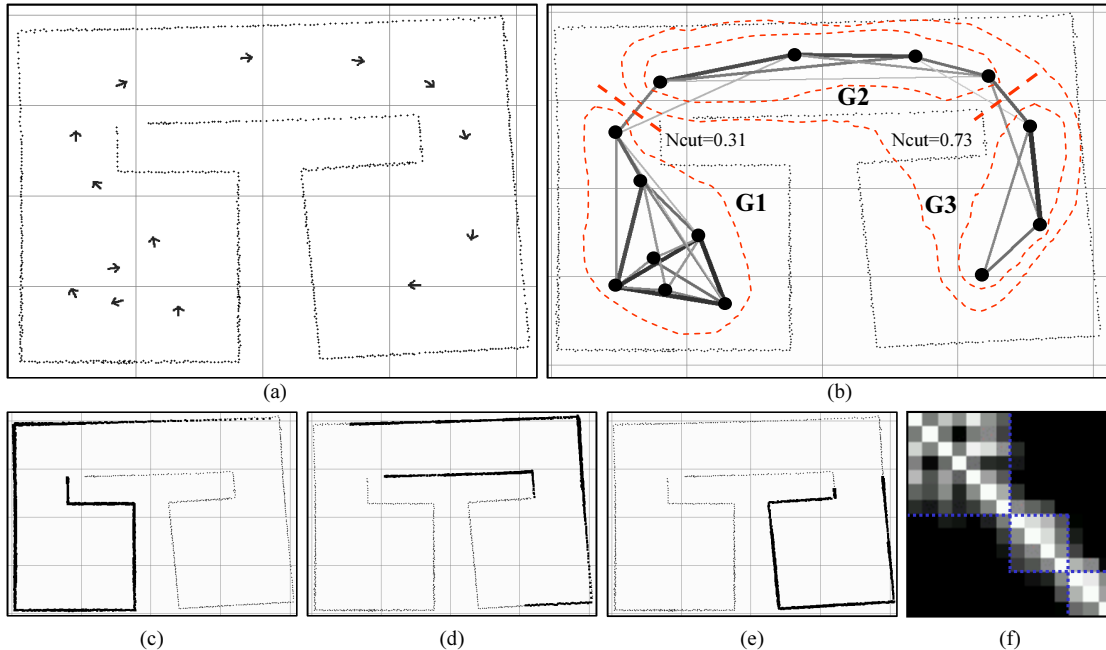 G2
Ncut=0.31
Ncut=0.73
G1
G3
(a)
(b)
(c)
(d)
(e)
(f)